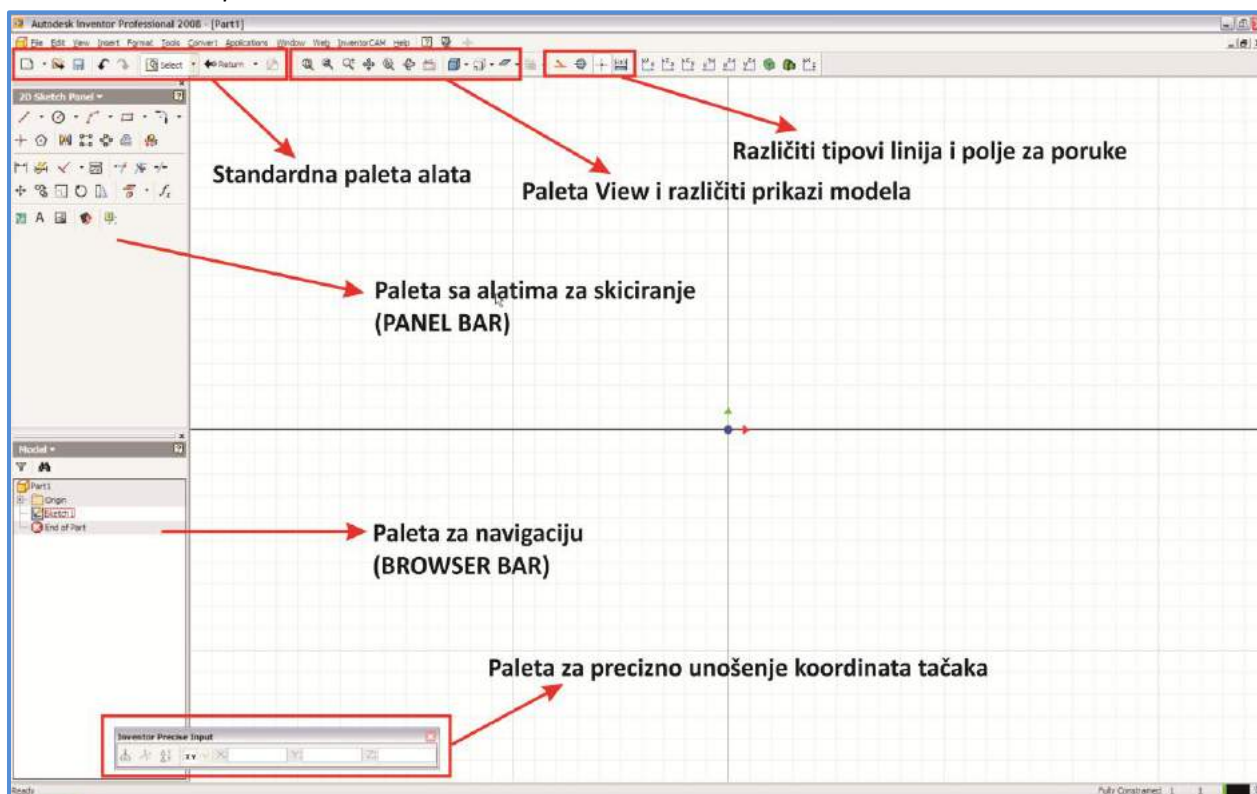 Autodesk Inventor Professional 2008 - [Part1]
File Edit View Insert Format Tools Convert Applications Window Web InventorCAM Help
Select Return
2D Sketch Panel
Standardna paleta alata
Paleta View i različiti prikazi modela
Različiti tipovi linija i polje za poruke
Paleta sa alatima za skiciranje
(PANEL BAR)
Model
Part1
Origin
Sketch1
End of Part
Paleta za navigaciju
(BROWSER BAR)
Paleta za precizno unošenje koordinata tačaka
Inventor Precise Input
X Y
X: Y: Z:
Ready
Fully Constrained 1 1